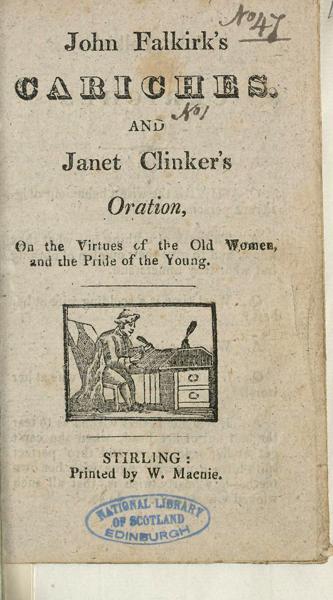 No 47
John Falkirk's
CARICHES.
No 1
AND
Janet Clinker's
Oration,
On the Virtues of the Old Women,
and the Pride of the Young.
STIRLING:
Printed by W. Macnie.
NATIONAL LIBRARY
OF SCOTLAND
EDINBURGH